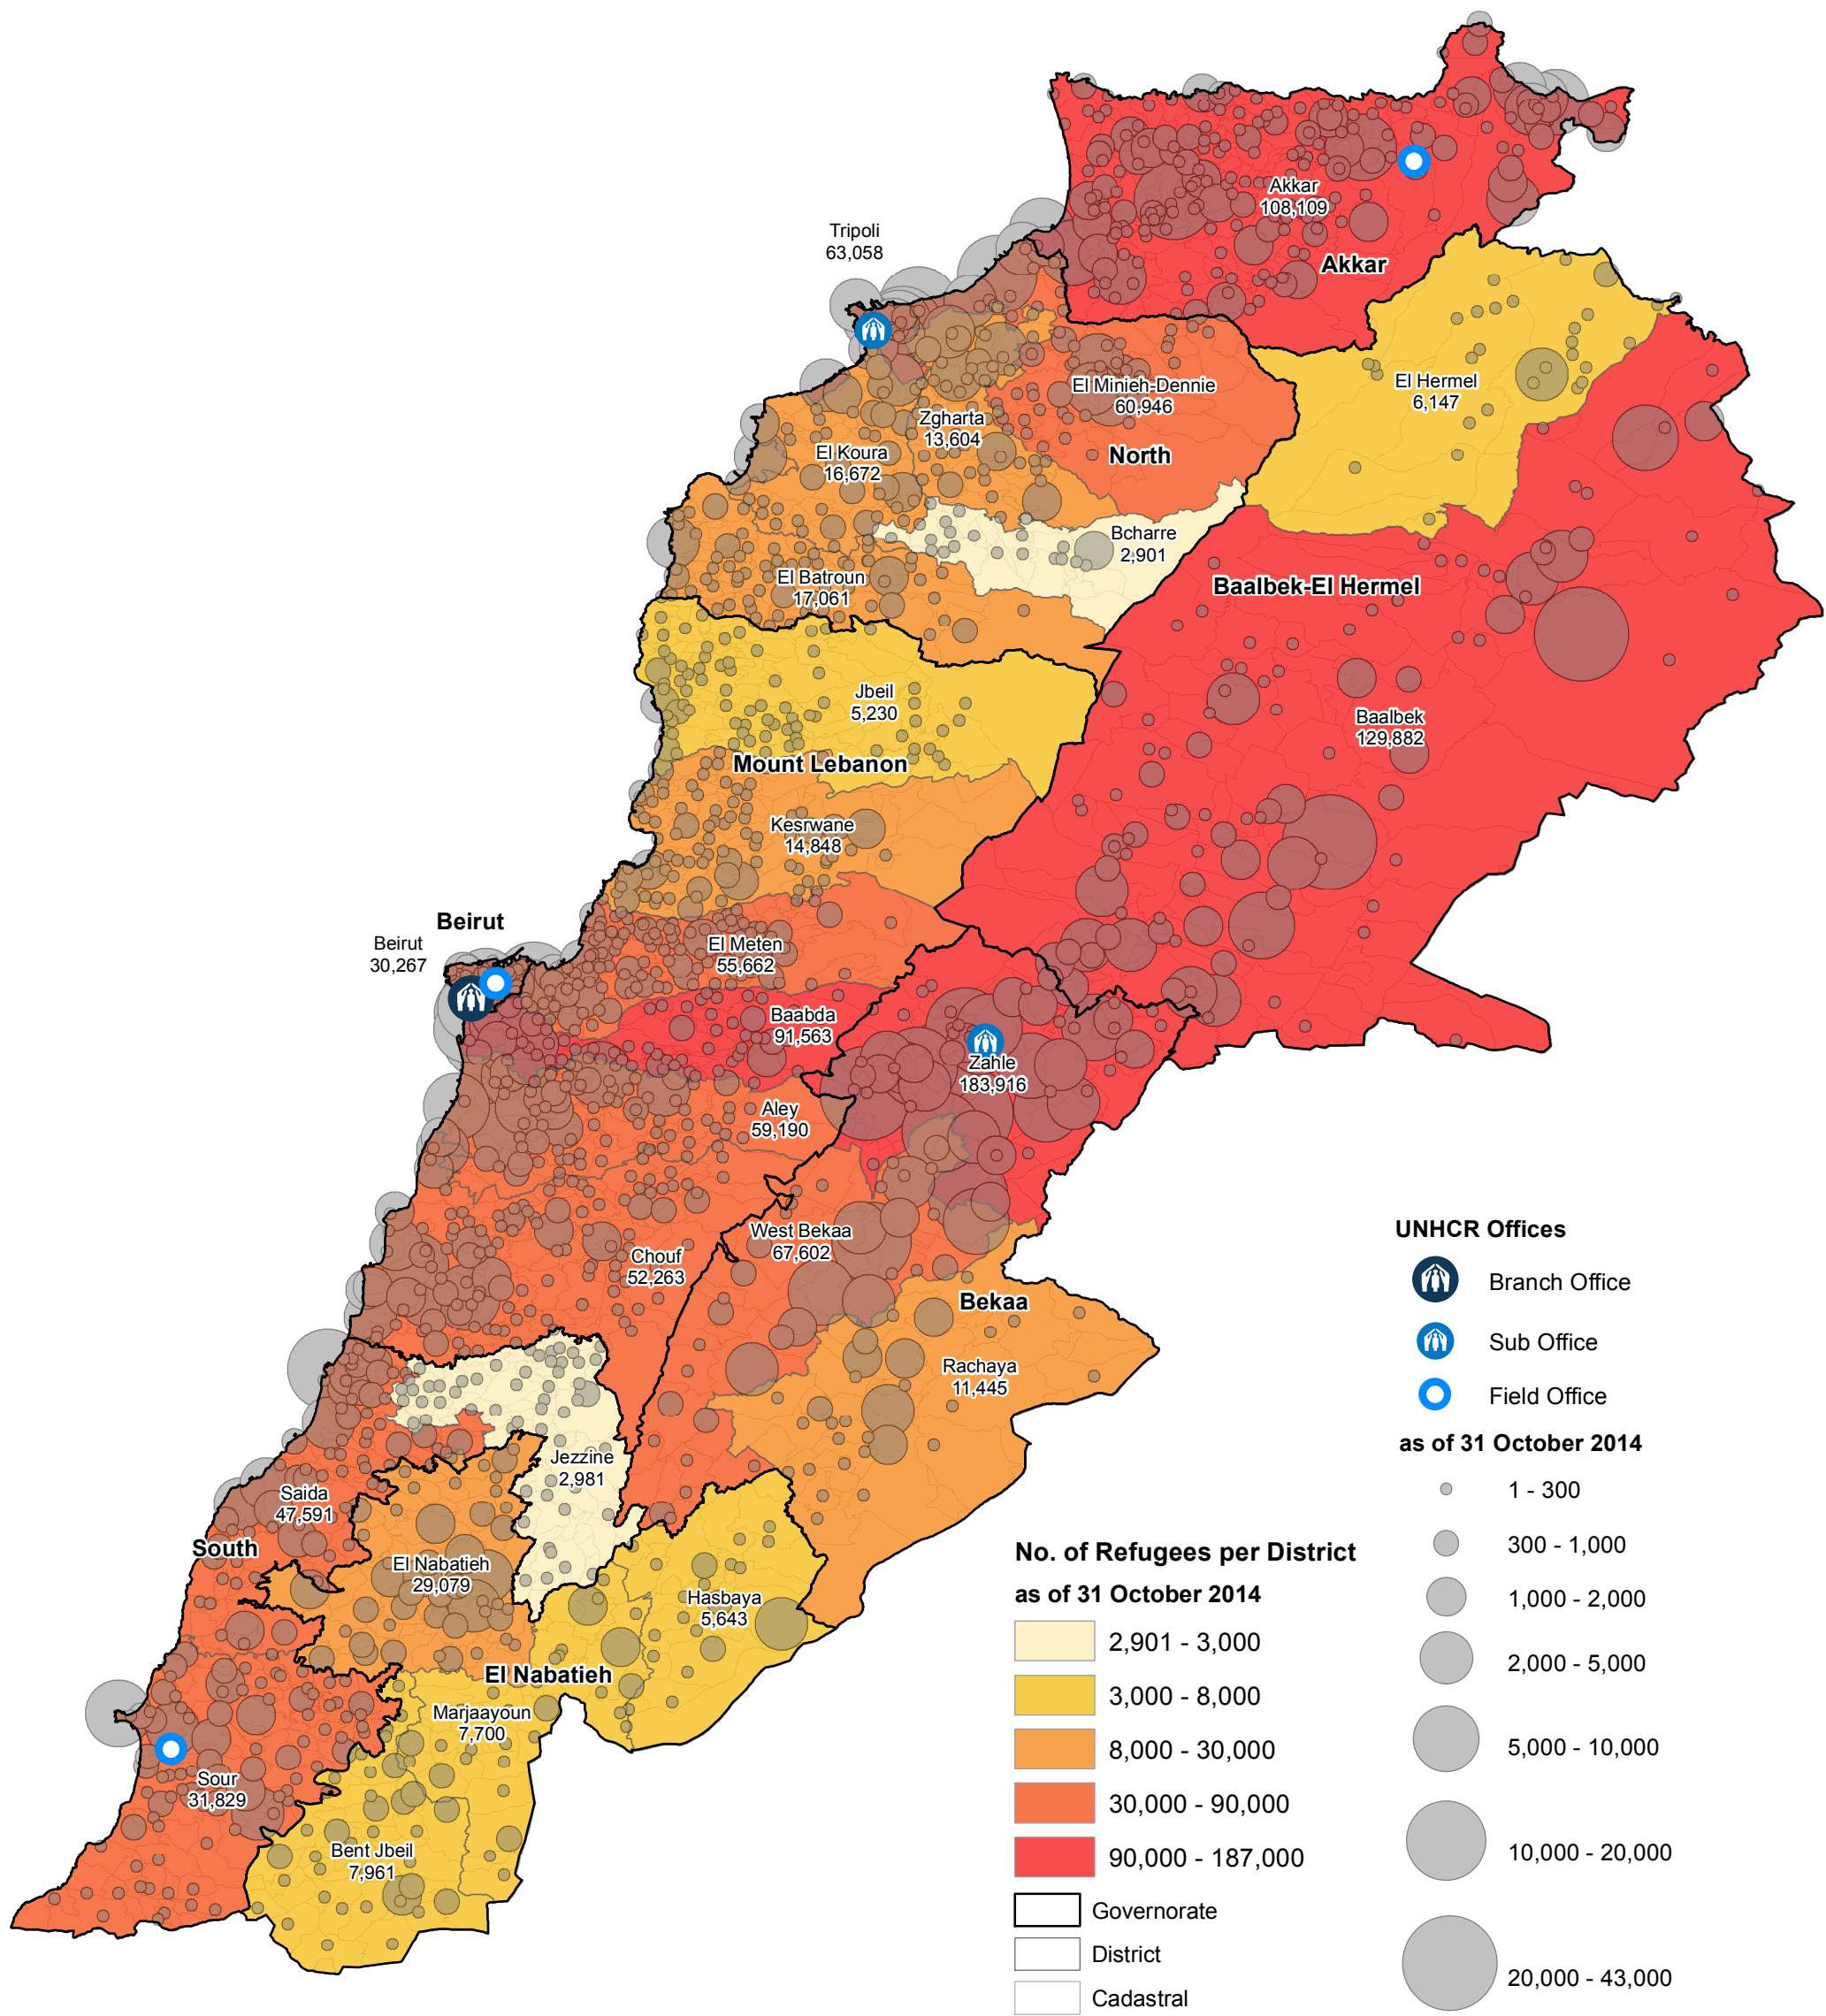 Akkar
108,109
Akkar
Tripoli
63,058
El Hermel
6,147
El Minieh-Dennie
60,946
Zgharta
13,604
North
El Koura
16,672
Bcharre
2,901
El Batroun
17,061
Baalbek-El Hermel
Jbeil
5,230
Baalbek
129,882
Mount Lebanon
Kesrwane
14,848
Beirut
Beirut
30,267
El Meten
55,662
Baabda
91,563
Zahle
183,916
Aley
59,190
West Bekaa
67,602
Chouf
52,263
Bekaa
Rachaya
11,445
Jezzine
2,981
Saida
47,591
South
El Nabatieh
29,079
Hasbaya
5,643
El Nabatieh
Marjaayoun
7,700
Sour
31,829
Bent Jbeil
7,961
UNHCR Offices
Branch Office
Sub Office
Field Office
as of 31 October 2014
1 - 300
300 - 1,000
1,000 - 2,000
2,000 - 5,000
5,000 - 10,000
10,000 - 20,000
20,000 - 43,000
No. of Refugees per District
as of 31 October 2014
2,901 - 3,000
3,000 - 8,000
8,000 - 30,000
30,000 - 90,000
90,000 - 187,000
Governorate
District
Cadastral